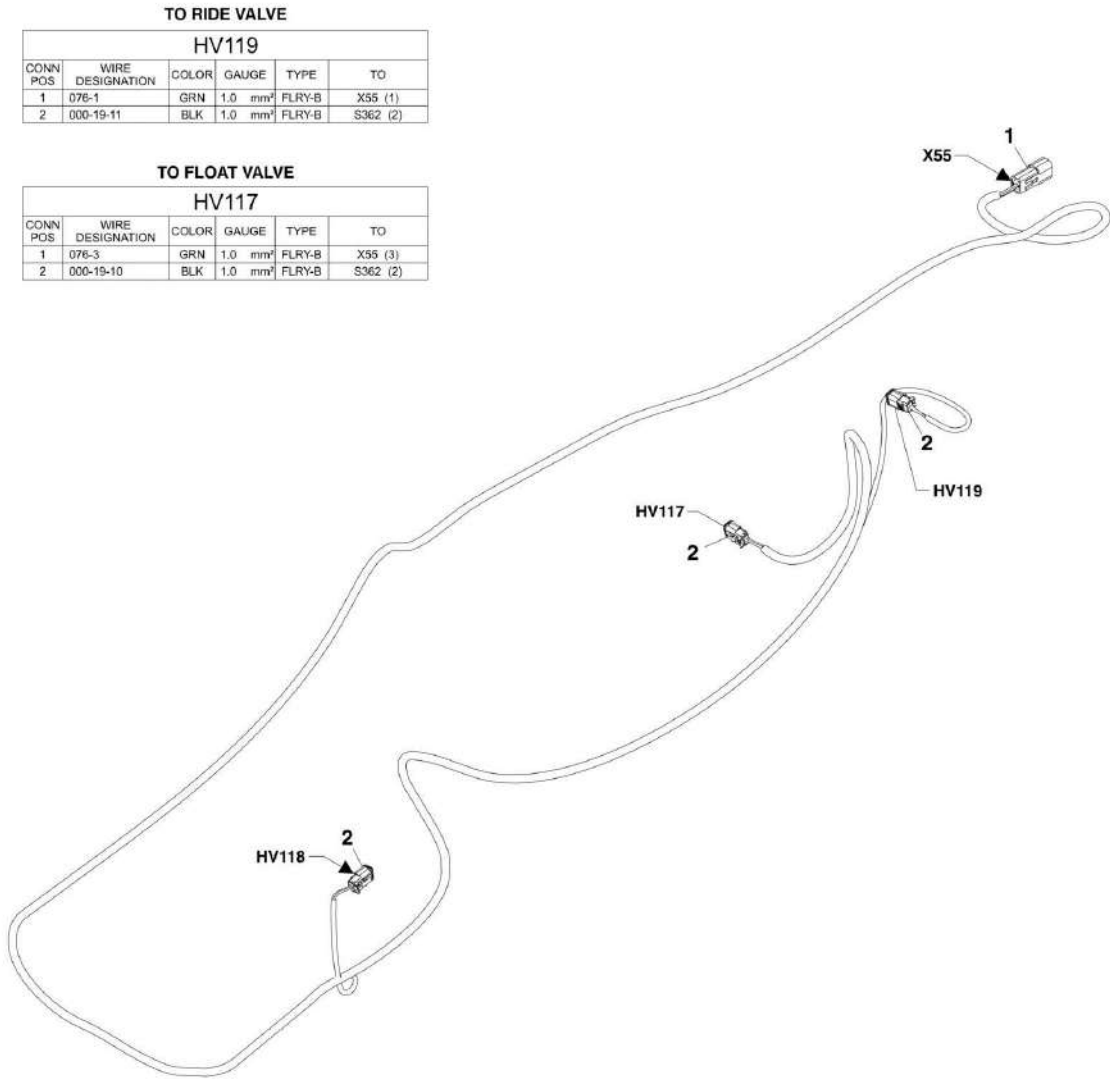 TO RIDE VALVE
HV119
CONN POS WIRE DESIGNATION COLOR GAUGE TYPE TO
1 076-1 GRN 1.0 mm² FLRY-B X55 (1)
2 000-19-11 BLK 1.0 mm² FLRY-B S362 (2)
TO FLOAT VALVE
HV117
CONN POS WIRE DESIGNATION COLOR GAUGE TYPE TO
1 076-3 GRN 1.0 mm² FLRY-B X55 (3)
2 000-19-10 BLK 1.0 mm² FLRY-B S362 (2)
1
X55
2
HV119
HV117
2
2
HV118